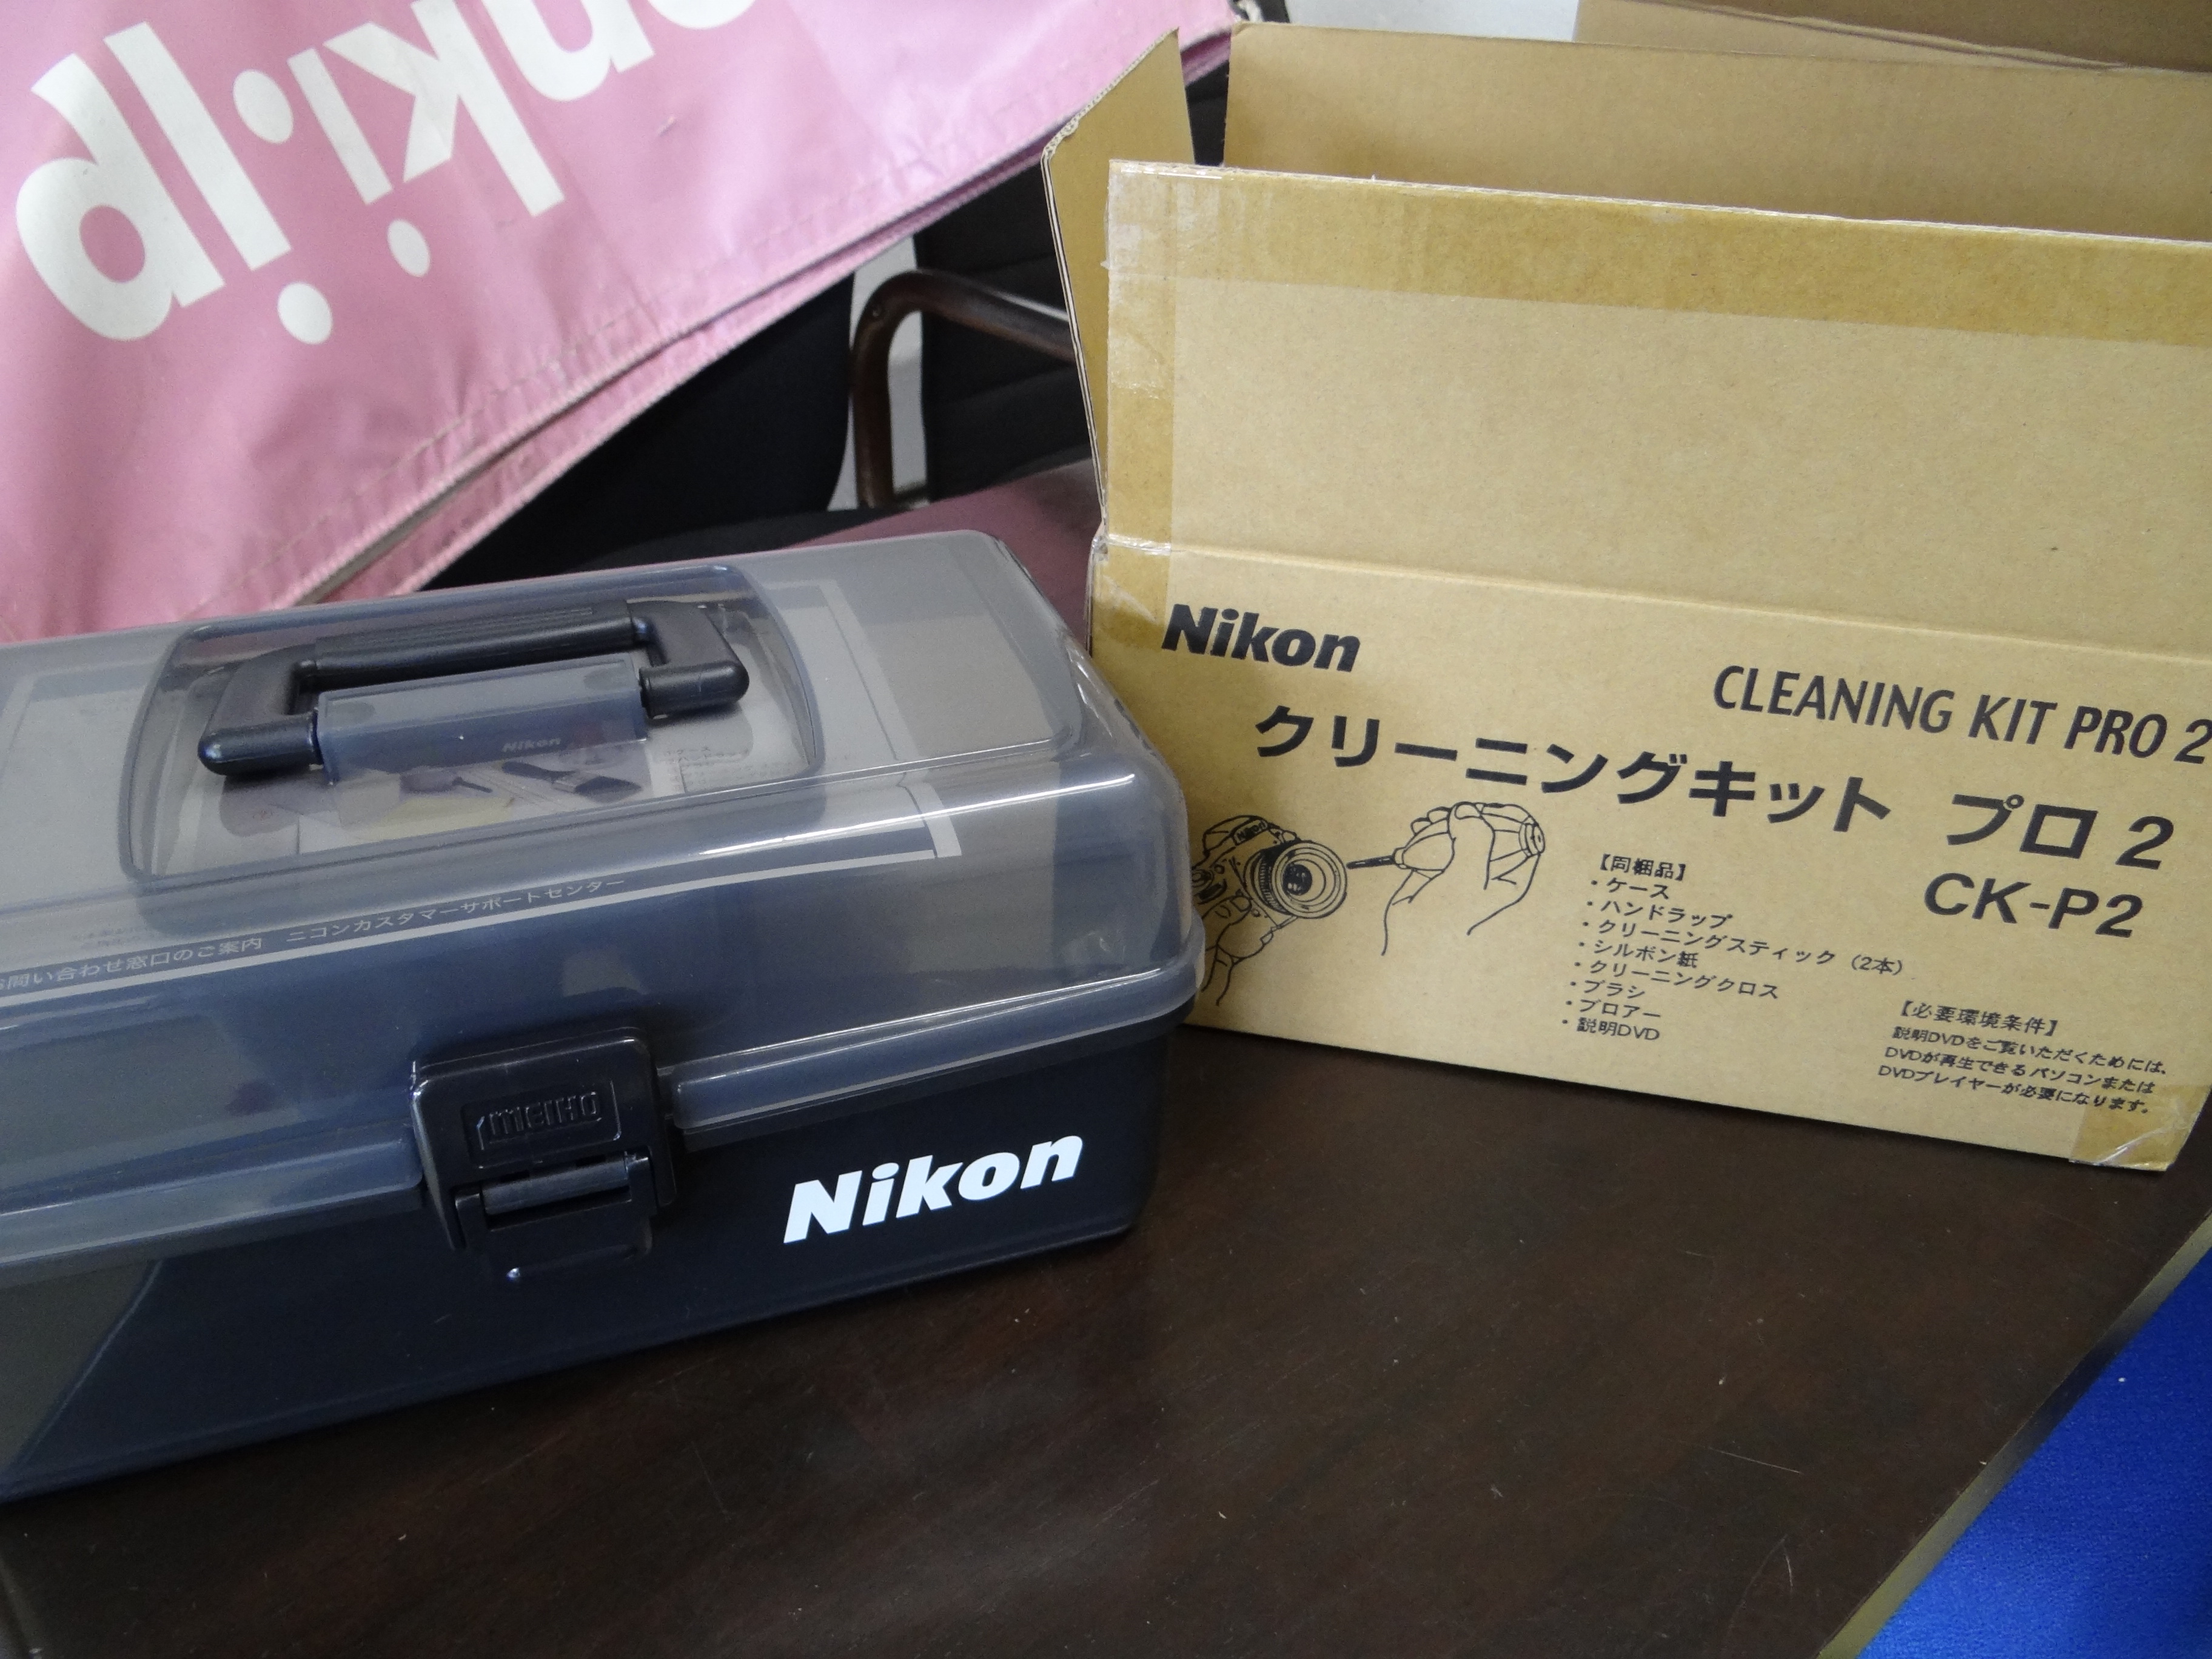 nki.jp
Nikon
CLEANING KIT PRO 2
クリーニングキット プロ 2
CK-P2
Nikon
【同梱品】
・ケース
・ハンドラップ
・クリーニングスティック（2本）
・シルボン紙
・クリーニングクロス
・ブラシ
・ブロアー
・説明DVD
【必要環境条件】
説明DVDをご覧いただくためには、
DVDが再生できるパソコンまたは
DVDプレイヤーが必要になります。
Nikon
お問い合わせ窓口のご案内 ニコンカスタマーサポートセンター
MEIHO
Nikon